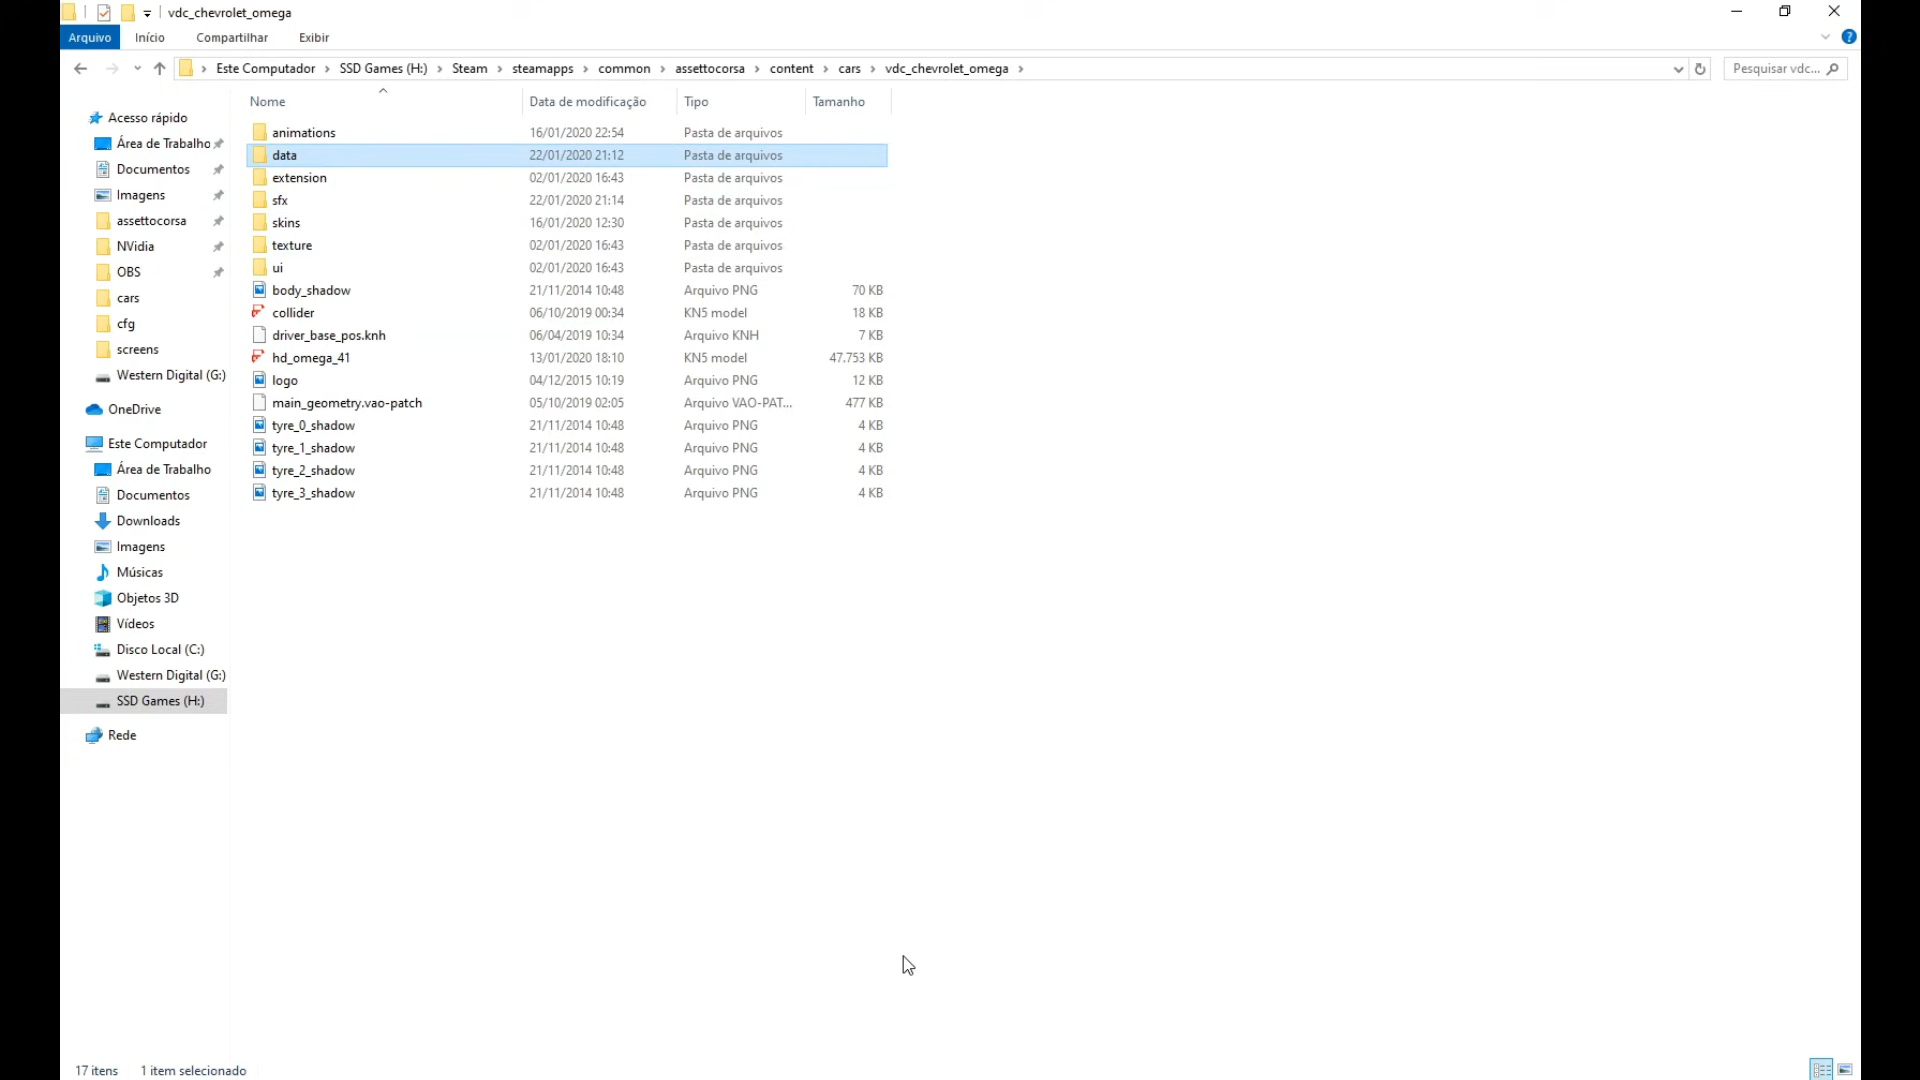 vdc_chevrolet_omega
Arquivo Início Compartilhar Exibir
Este Computador SSD Games (H:) Steam steamapps common assettocorsa content cars vdc_chevrolet_omega
Pesquisar vdc...
Nome Data de modificação Tipo Tamanho
Acesso rápido
Área de Trabalho
Documentos
Imagens
assettocorsa
NVidia
OBS
cars
cfg
screens
Western Digital (G:)
OneDrive
Este Computador
Área de Trabalho
Documentos
Downloads
Imagens
Músicas
Objetos 3D
Vídeos
Disco Local (C:)
Western Digital (G:)
SSD Games (H:)
Rede
animations 16/01/2020 22:54 Pasta de arquivos
data 22/01/2020 21:12 Pasta de arquivos
extension 02/01/2020 16:43 Pasta de arquivos
sfx 22/01/2020 21:14 Pasta de arquivos
skins 16/01/2020 12:30 Pasta de arquivos
texture 02/01/2020 16:43 Pasta de arquivos
ui 02/01/2020 16:43 Pasta de arquivos
body_shadow 21/11/2014 10:48 Arquivo PNG 70 KB
collider 06/10/2019 00:34 KN5 model 18 KB
driver_base_pos.knh 06/04/2019 10:34 Arquivo KNH 7 KB
hd_omega_41 13/01/2020 18:10 KN5 model 47.753 KB
logo 04/12/2015 10:19 Arquivo PNG 12 KB
main_geometry.vao-patch 05/10/2019 02:05 Arquivo VAO-PAT... 477 KB
tyre_0_shadow 21/11/2014 10:48 Arquivo PNG 4 KB
tyre_1_shadow 21/11/2014 10:48 Arquivo PNG 4 KB
tyre_2_shadow 21/11/2014 10:48 Arquivo PNG 4 KB
tyre_3_shadow 21/11/2014 10:48 Arquivo PNG 4 KB
17 itens 1 item selecionado